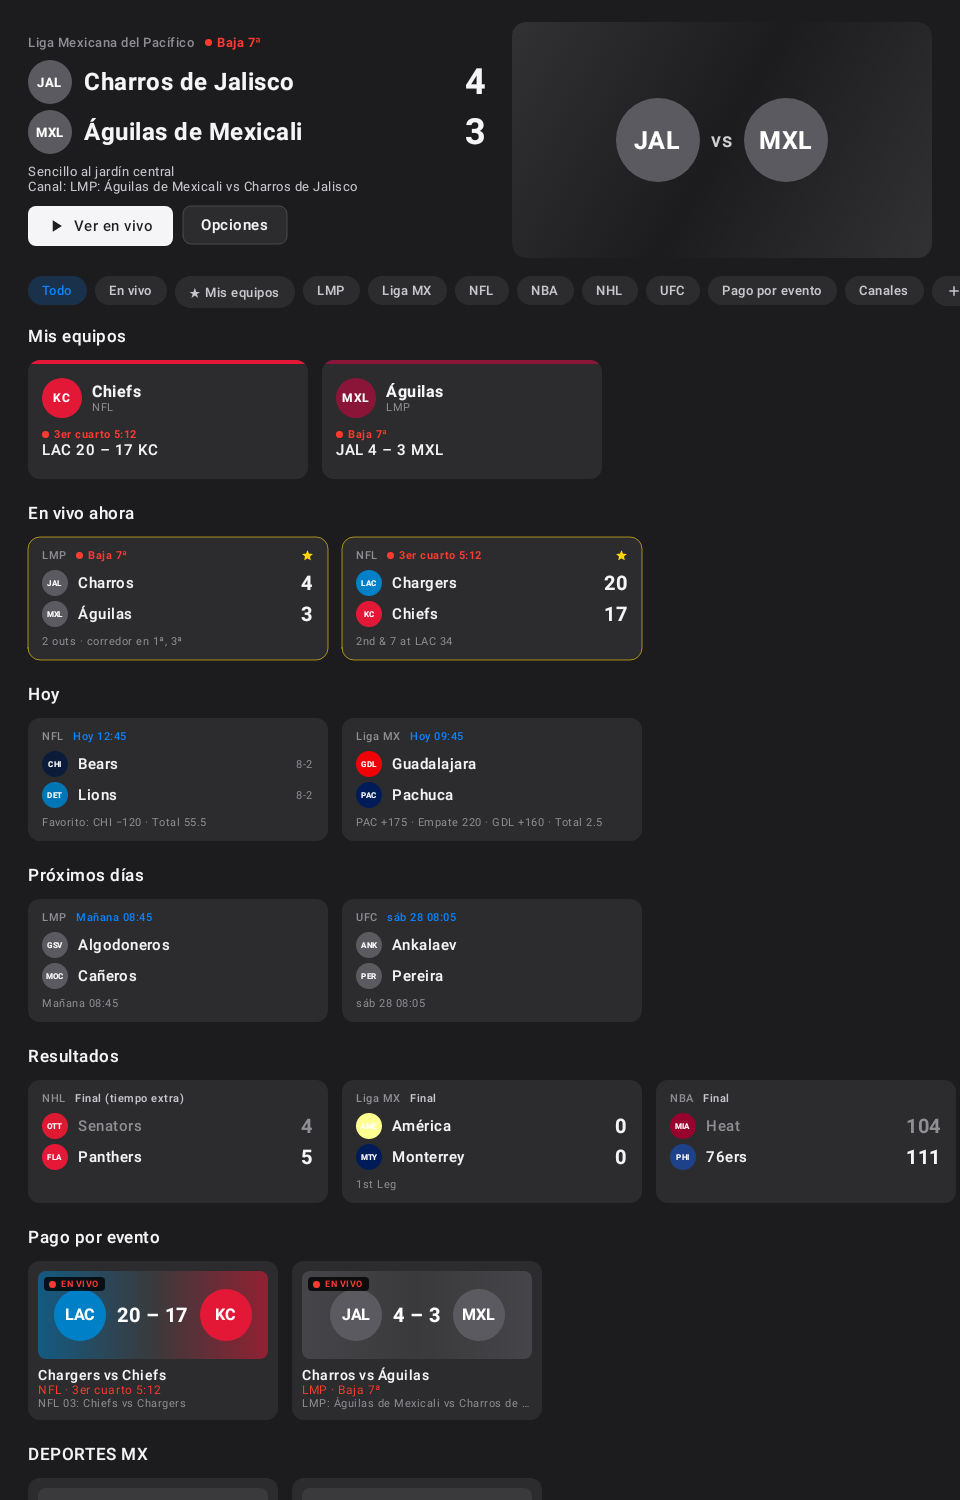 Liga Mexicana del Pacífico ● Baja 7ª
JAL Charros de Jalisco 4
MXL Águilas de Mexicali 3
Sencillo al jardín central
Canal: LMP: Águilas de Mexicali vs Charros de Jalisco
▶ Ver en vivo Opciones
JAL vs MXL
Todo En vivo ★ Mis equipos LMP Liga MX NFL NBA NHL UFC Pago por evento Canales +
Mis equipos
KC Chiefs
NFL
● 3er cuarto 5:12
LAC 20 – 17 KC
MXL Águilas
LMP
● Baja 7ª
JAL 4 – 3 MXL
En vivo ahora
LMP ● Baja 7ª ★
JAL Charros 4
MXL Águilas 3
2 outs · corredor en 1ª, 3ª
NFL ● 3er cuarto 5:12 ★
LAC Chargers 20
KC Chiefs 17
2nd & 7 at LAC 34
Hoy
NFL Hoy 12:45
CHI Bears 8-2
DET Lions 8-2
Favorito: CHI −120 · Total 55.5
Liga MX Hoy 09:45
GDL Guadalajara
PAC Pachuca
PAC +175 · Empate 220 · GDL +160 · Total 2.5
Próximos días
LMP Mañana 08:45
GSV Algodoneros
MOC Cañeros
Mañana 08:45
UFC sáb 28 08:05
ANK Ankalaev
PER Pereira
sáb 28 08:05
Resultados
NHL Final (tiempo extra)
OTT Senators 4
FLA Panthers 5
Liga MX Final
América 0
MTY Monterrey 0
1st Leg
NBA Final
MIA Heat 104
PHI 76ers 111
Pago por evento
● EN VIVO
LAC 20 – 17 KC
Chargers vs Chiefs
NFL · 3er cuarto 5:12
NFL 03: Chiefs vs Chargers
● EN VIVO
JAL 4 – 3 MXL
Charros vs Águilas
LMP · Baja 7ª
LMP: Águilas de Mexicali vs Charros de ...
DEPORTES MX